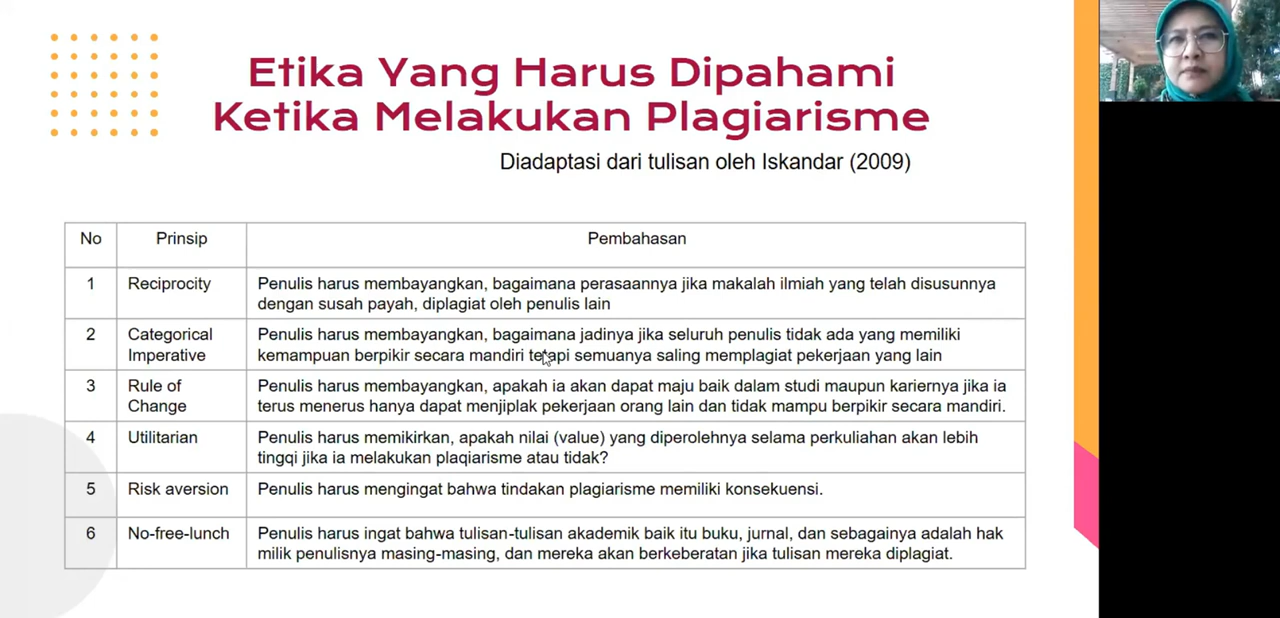 Etika Yang Harus Dipahami
Ketika Melakukan Plagiarisme
Diadaptasi dari tulisan oleh Iskandar (2009)
No Prinsip Pembahasan
1 Reciprocity Penulis harus membayangkan, bagaimana perasaannya jika makalah ilmiah yang telah disusunnya
dengan susah payah, diplagiat oleh penulis lain
2 Categorical Penulis harus membayangkan, bagaimana jadinya jika seluruh penulis tidak ada yang memiliki
Imperative kemampuan berpikir secara mandiri tetapi semuanya saling memplagiat pekerjaan yang lain
3 Rule of Penulis harus membayangkan, apakah ia akan dapat maju baik dalam studi maupun kariernya jika ia
Change terus menerus hanya dapat menjiplak pekerjaan orang lain dan tidak mampu berpikir secara mandiri.
4 Utilitarian Penulis harus memikirkan, apakah nilai (value) yang diperolehnya selama perkuliahan akan lebih
tingqi jika ia melakukan plaqiarisme atau tidak?
5 Risk aversion Penulis harus mengingat bahwa tindakan plagiarisme memiliki konsekuensi.
6 No-free-lunch Penulis harus ingat bahwa tulisan-tulisan akademik baik itu buku, jurnal, dan sebagainya adalah hak
milik penulisnya masing-masing, dan mereka akan berkeberatan jika tulisan mereka diplagiat.